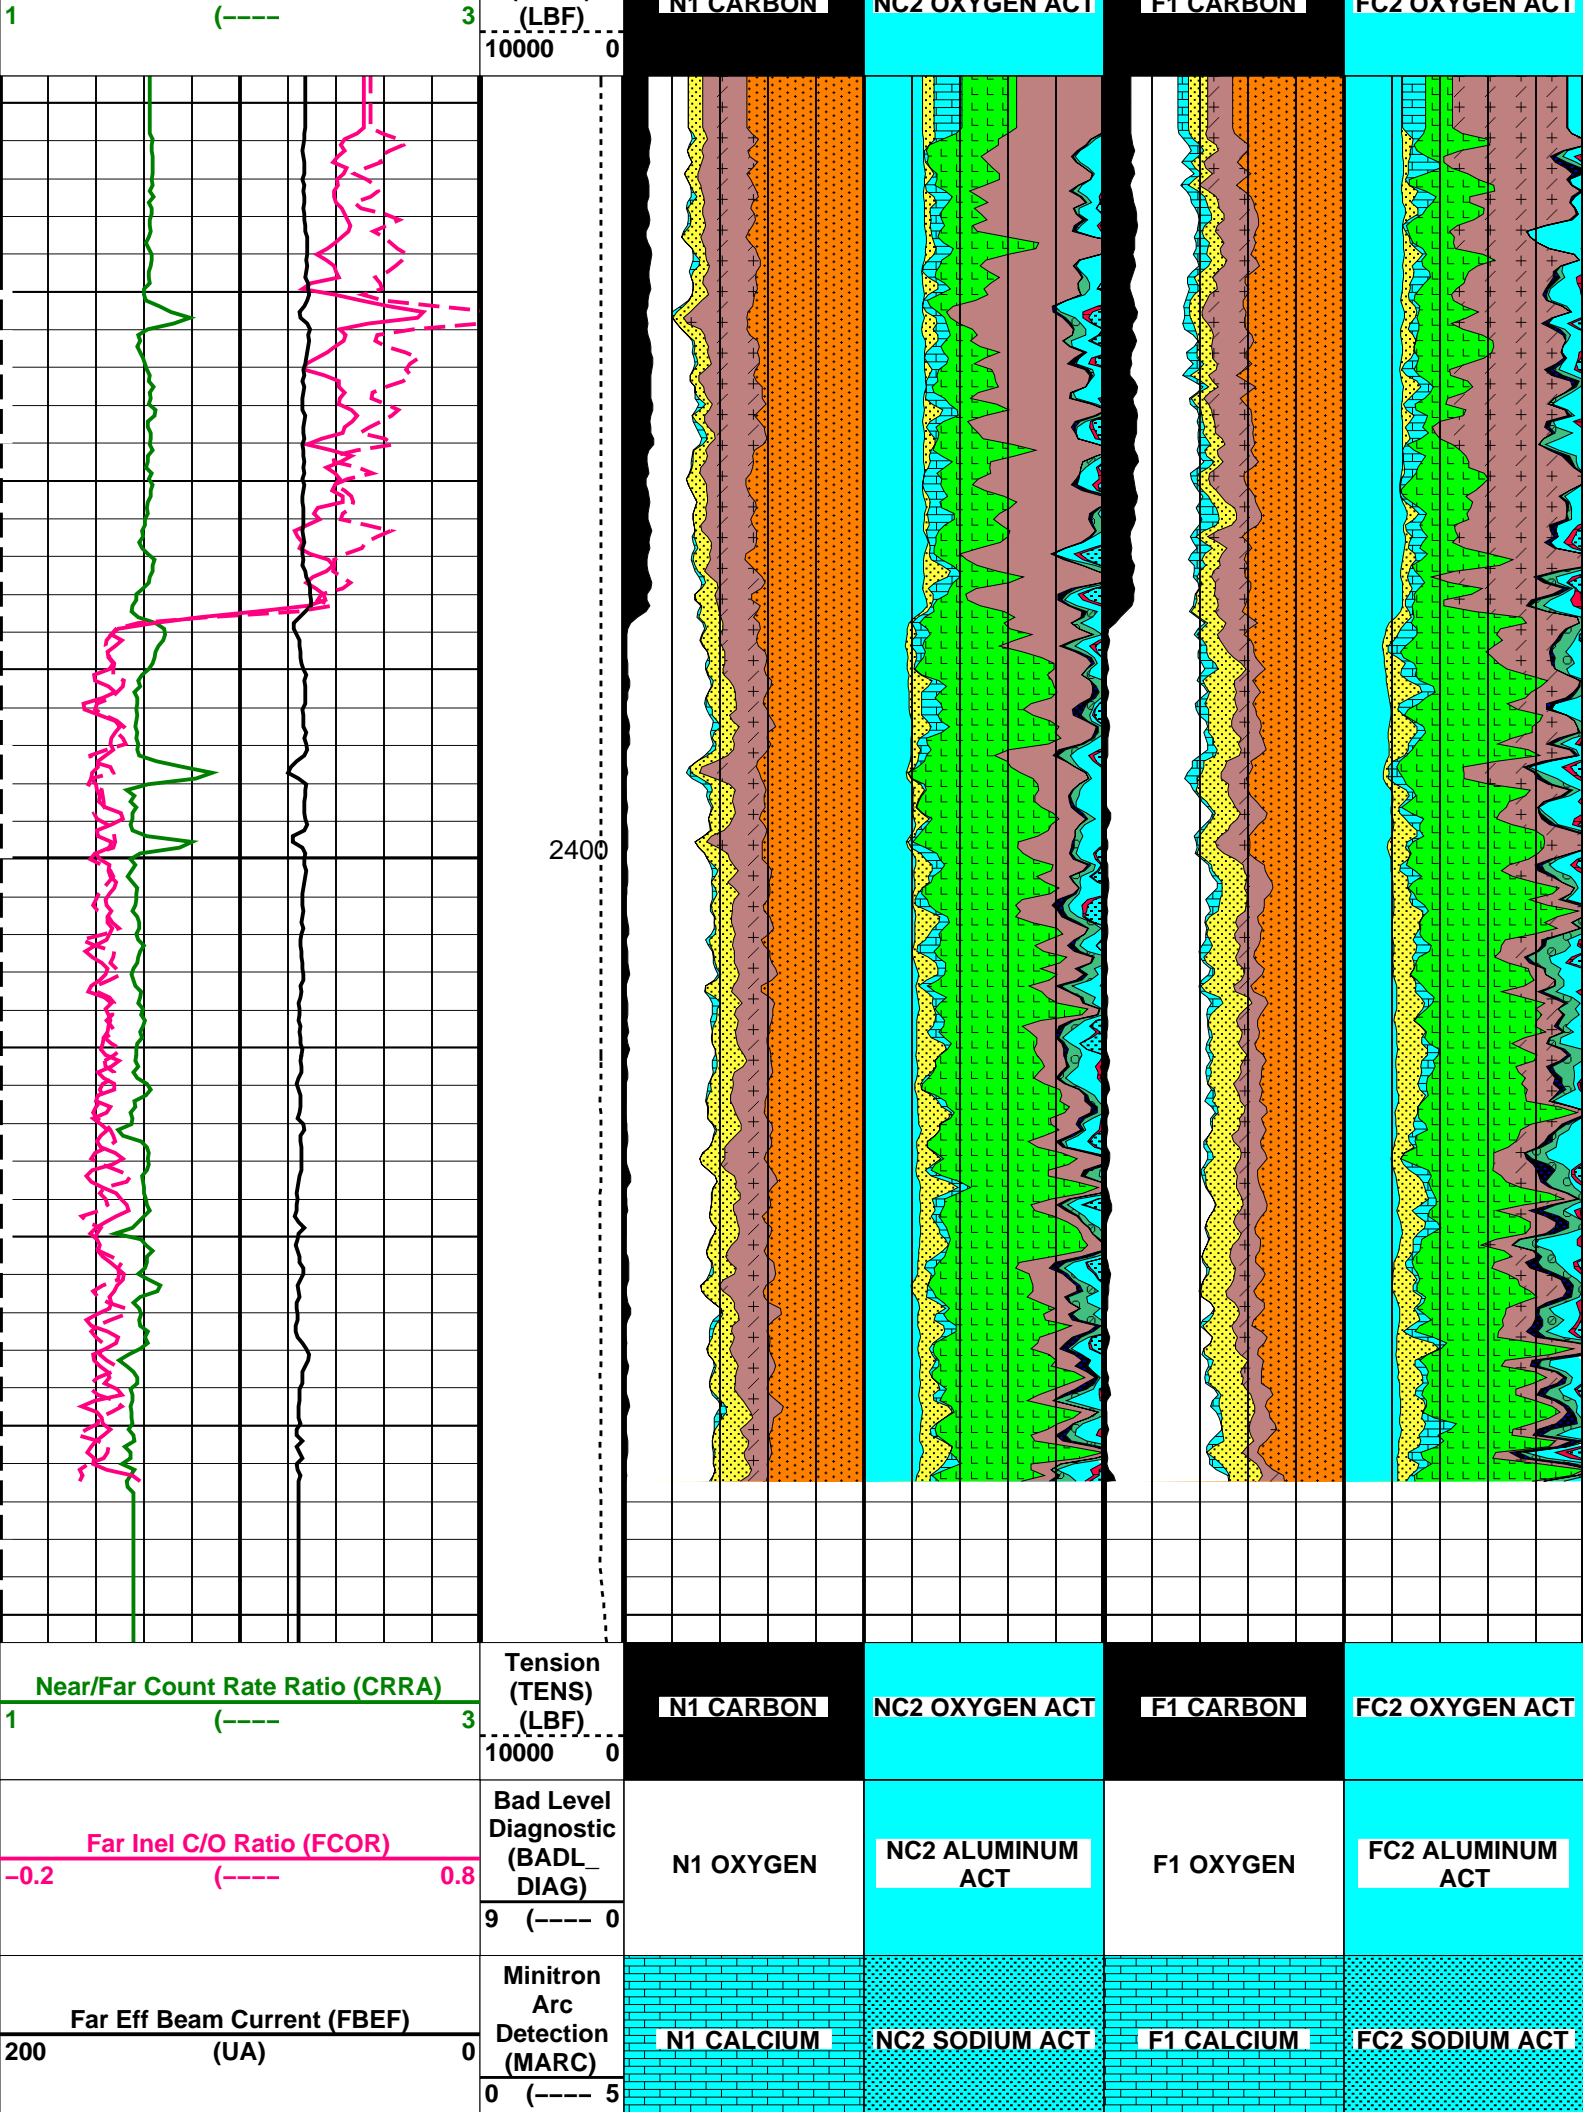 1 (−−−− 3
(LBF)
10000 0
N1 CARBON
NC2 OXYGEN ACT
F1 CARBON
FC2 OXYGEN ACT
2400
Near/Far Count Rate Ratio (CRRA)
1 (−−−− 3
Tension
(TENS)
(LBF)
10000 0
N1 CARBON
NC2 OXYGEN ACT
F1 CARBON
FC2 OXYGEN ACT
Far Inel C/O Ratio (FCOR)
−0.2 (−−−− 0.8
Bad Level
Diagnostic
(BADL_
DIAG)
9 (−−−− 0
N1 OXYGEN
NC2 ALUMINUM
ACT
F1 OXYGEN
FC2 ALUMINUM
ACT
Far Eff Beam Current (FBEF)
200 (UA) 0
Minitron
Arc
Detection
(MARC)
0 (−−−− 5
N1 CALCIUM
NC2 SODIUM ACT
F1 CALCIUM
FC2 SODIUM ACT